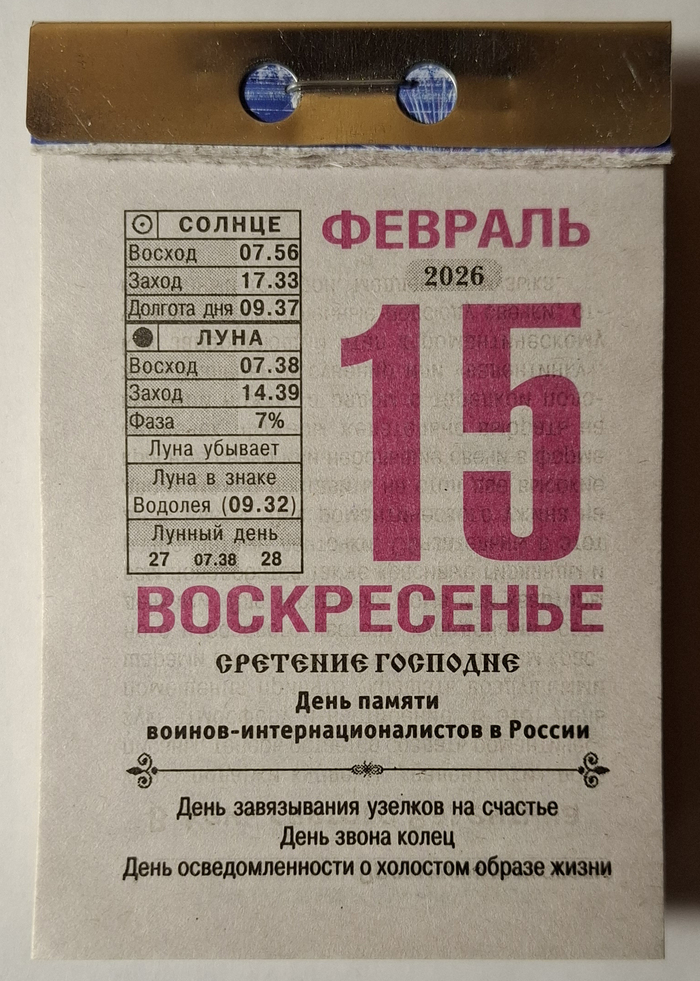 СОЛНЦЕ
Восход 07.56
Заход 17.33
Долгота дня 09.37
ЛУНА
Восход 07.38
Заход 14.39
Фаза 7%
Луна убывает
Луна в знаке
Водолея (09.32)
Лунный день
27 07.38 28
ФЕВРАЛЬ
2026
15
ВОСКРЕСЕНЬЕ
СРЕТЕНИЕ ГОСПОДНЕ
День памяти
воинов-интернационалистов в России
День завязывания узелков на счастье
День звона колец
День осведомленности о холостом образе жизни